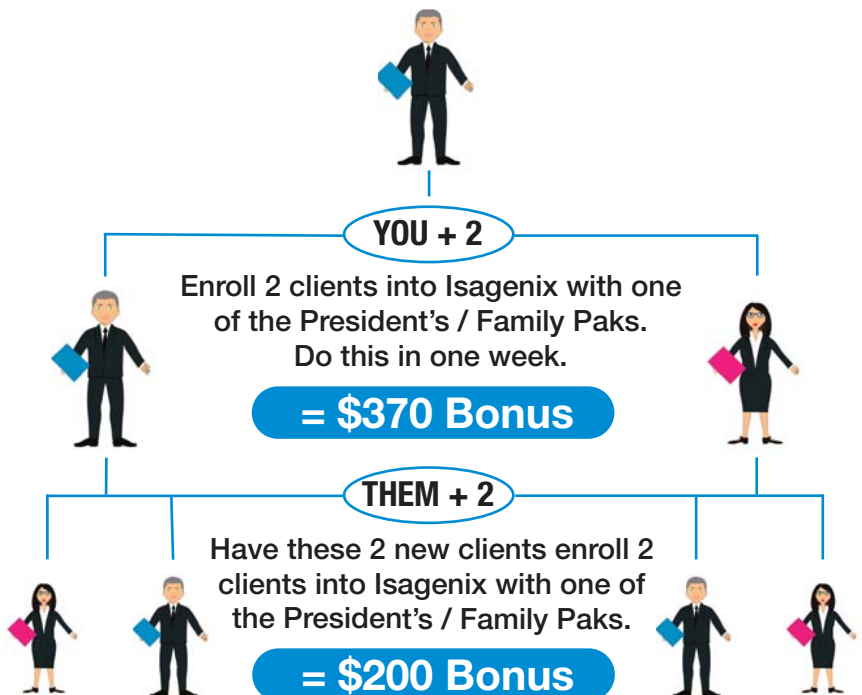 YOU + 2
Enroll 2 clients into Isagenix with one
of the President's / Family Paks.
Do this in one week.
= $370 Bonus
THEM + 2
Have these 2 new clients enroll 2
clients into Isagenix with one of
the President's / Family Paks.
= $200 Bonus